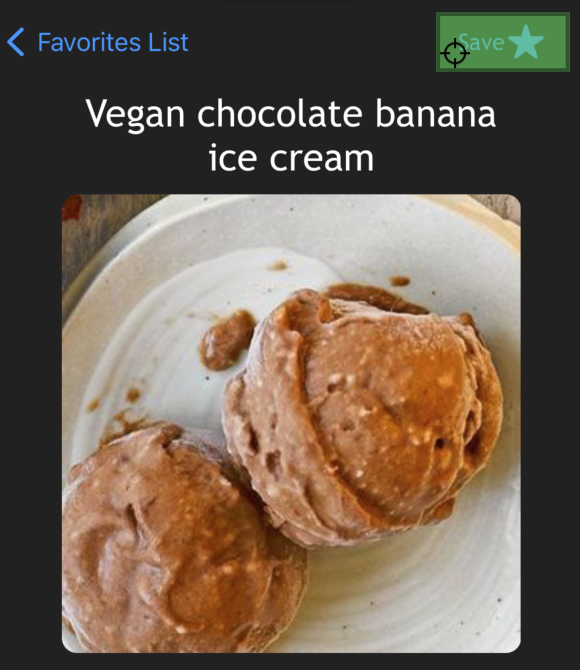 Favorites List
Save
Vegan chocolate banana
ice cream